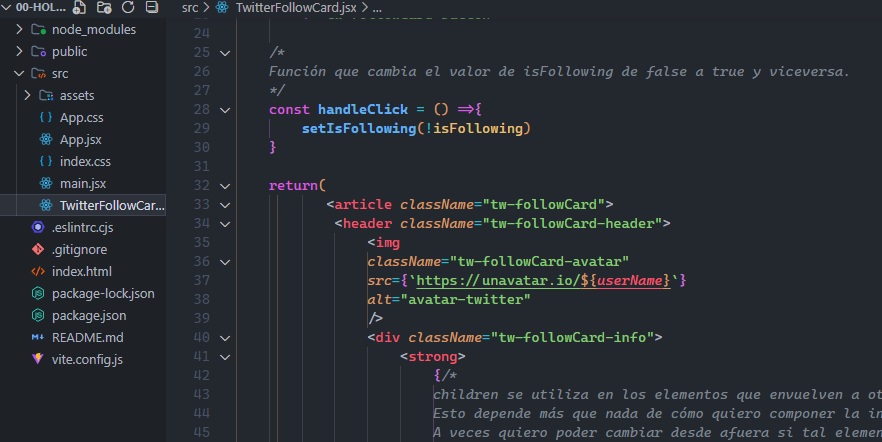 00-HOL...
node_modules
public
src
assets
App.css
App.jsx
index.css
main.jsx
TwitterFollowCar...
.eslintrc.cjs
.gitignore
index.html
package-lock.json
package.json
README.md
vite.config.js
src > TwitterFollowCard.jsx > ...
24
25 /*
26 Función que cambia el valor de isFollowing de false a true y viceversa.
27 */
28 const handleClick = () =>{
29 setIsFollowing(!isFollowing)
30 }
31
32 return(
33 <article className="tw-followCard">
34 <header className="tw-followCard-header">
35 <img
36 className="tw-followCard-avatar"
37 src={`https://unavatar.io/${userName}`}
38 alt="avatar-twitter"
39 />
40 <div className="tw-followCard-info">
41 <strong>
42 {/*
43 children se utiliza en los elementos que envuelven a ot
44 Esto depende más que nada de cómo quiero componer la in
45 A veces quiero poder cambiar desde afuera si tal elemen